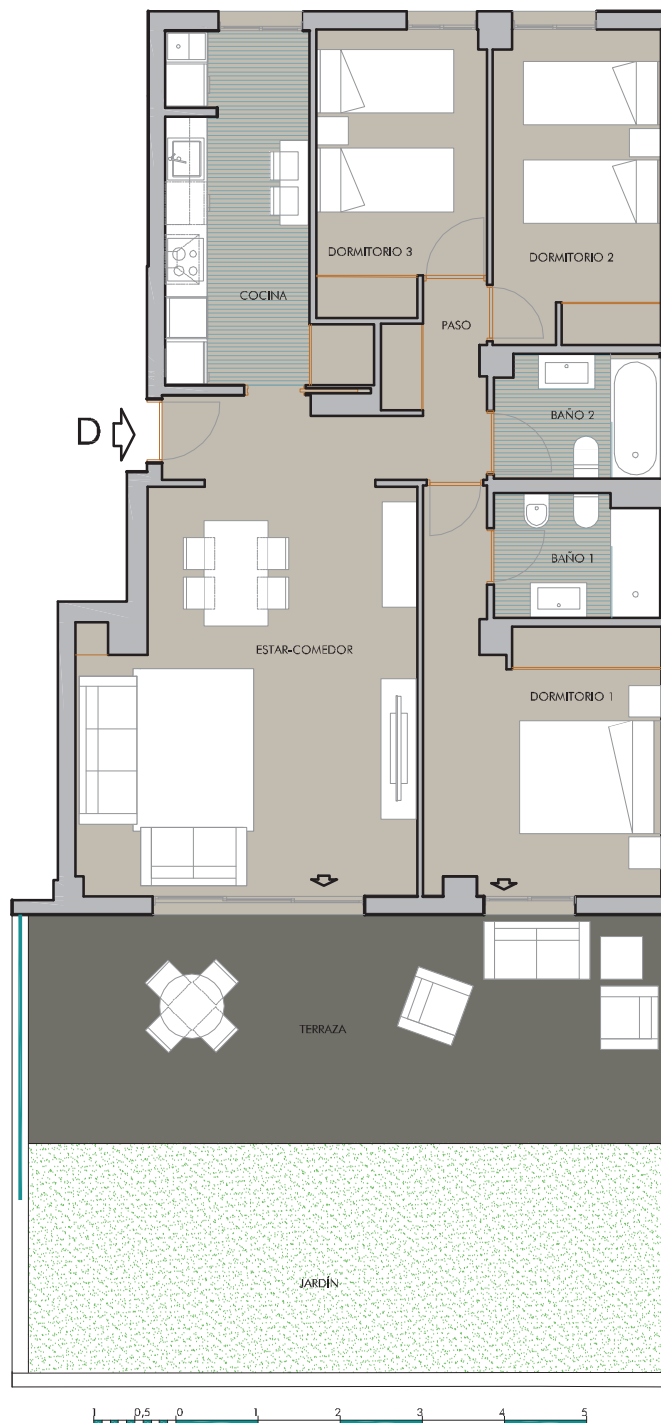 DORMITORIO 3
DORMITORIO 2
COCINA
PASO
D
BAÑO 2
BAÑO 1
ESTAR-COMEDOR
DORMITORIO 1
TERRAZA
JARDÍN
1 0,5 0 1 2 3 4 5